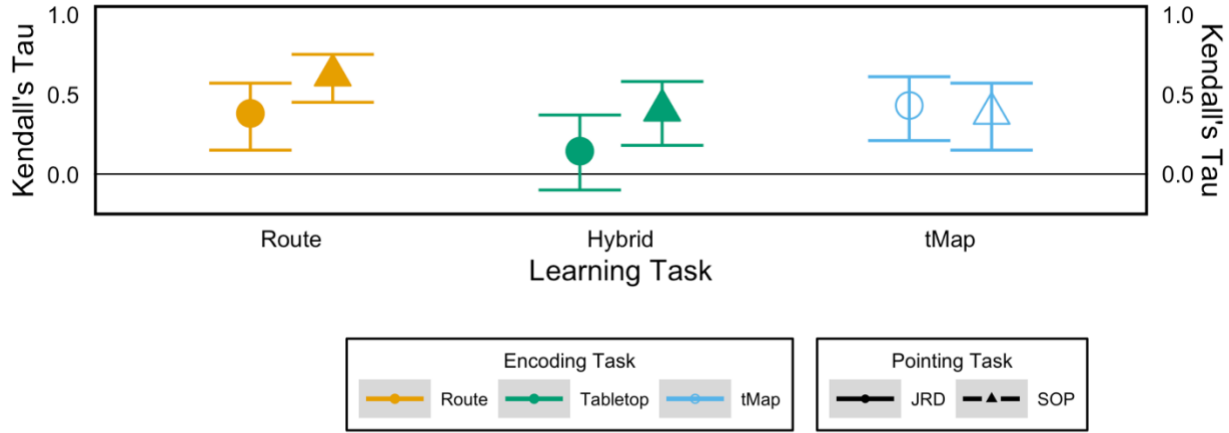 1.0
0.5
0.0
Kendall's Tau
1.0
0.5
0.0
Kendall's Tau
Route Hybrid tMap
Learning Task
Encoding Task
Route Tabletop tMap
Pointing Task
JRD SOP